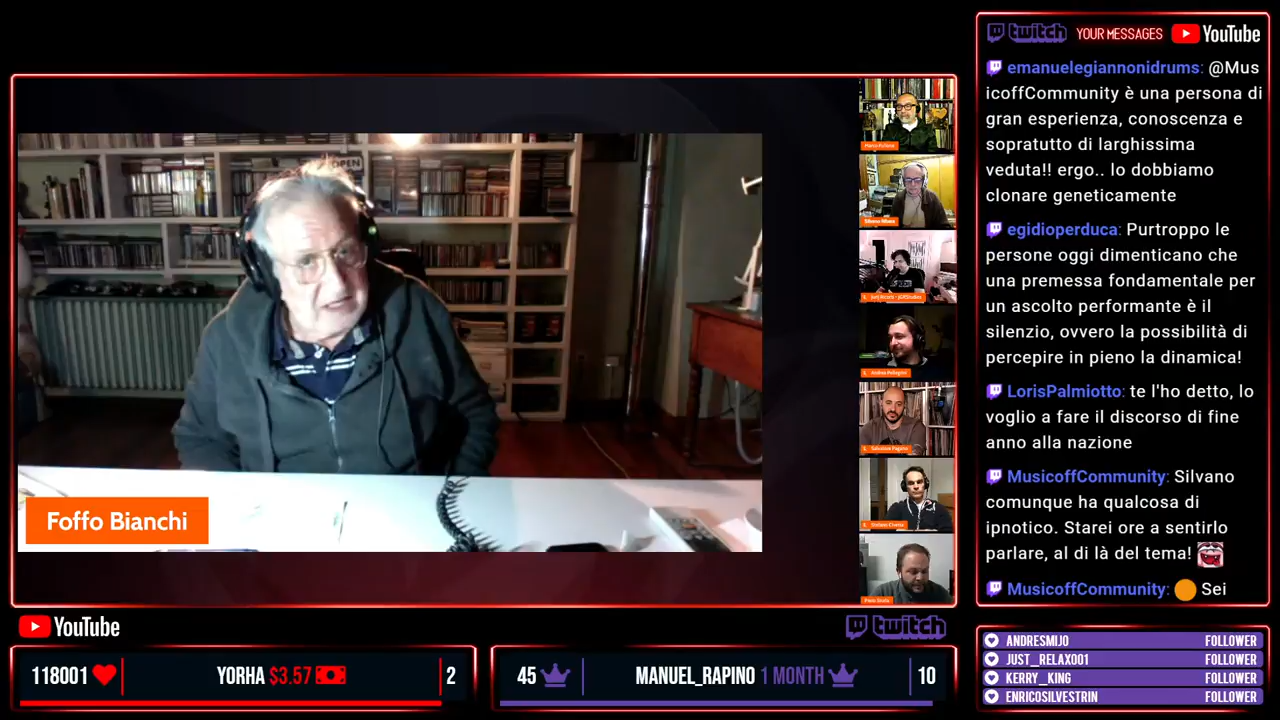 twitch YOUR MESSAGES YouTube
emanuelegiannonidrums: @Mus
icoffCommunity è una persona di
gran esperienza, conoscenza e
sopratutto di larghissima
veduta!! ergo.. lo dobbiamo
clonare geneticamente
egidioperduca: Purtroppo le
persone oggi dimenticano che
una premessa fondamentale per
un ascolto performante è il
silenzio, ovvero la possibilità di
percepire in pieno la dinamica!
LorisPalmiotto: te l'ho detto, lo
voglio a fare il discorso di fine
anno alla nazione
MusicoffCommunity: Silvano
comunque ha qualcosa di
ipnotico. Starei ore a sentirlo
parlare, al di là del tema!
MusicoffCommunity: Sei
OPEN
Foffo Bianchi
Andrea Pellegrini
Salvatore Pagano
YouTube
twitch
118001
YORHA $3.57
2
45
MANUEL_RAPINO 1 MONTH
10
ANDRESMIJO FOLLOWER
JUST_RELAX001 FOLLOWER
KERRY_KING FOLLOWER
ENRICOSILVESTRIN FOLLOWER